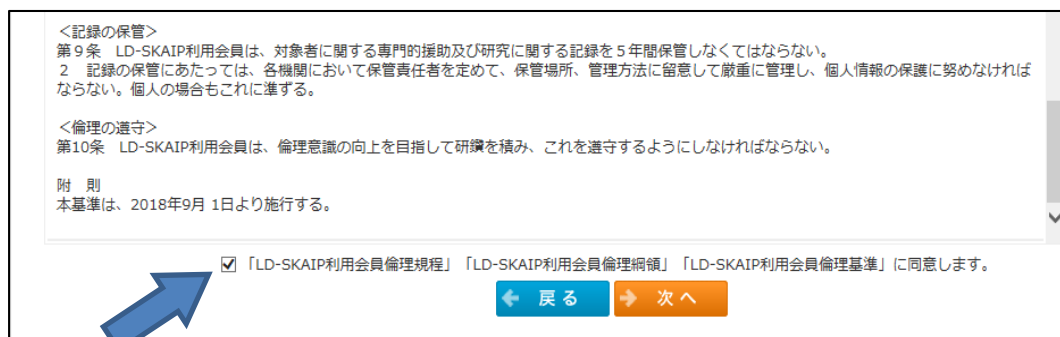 ＜記録の保管＞
第９条　LD-SKAIP利用会員は、対象者に関する専門的援助及び研究に関する記録を５年間保管しなくてはならない。
２　記録の保管にあたっては、各機関において保管責任者を定めて、保管場所、管理方法に留意して厳重に管理し、個人情報の保護に努めなければ
ならない。個人の場合もこれに準ずる。
＜倫理の遵守＞
第10条　LD-SKAIP利用会員は、倫理意識の向上を目指して研鑽を積み、これを遵守するようにしなければならない。
附　則
本基準は、2018年9月 1日より施行する。
「LD-SKAIP利用会員倫理規程」「LD-SKAIP利用会員倫理綱領」「LD-SKAIP利用会員倫理基準」に同意します。
戻る
次へ